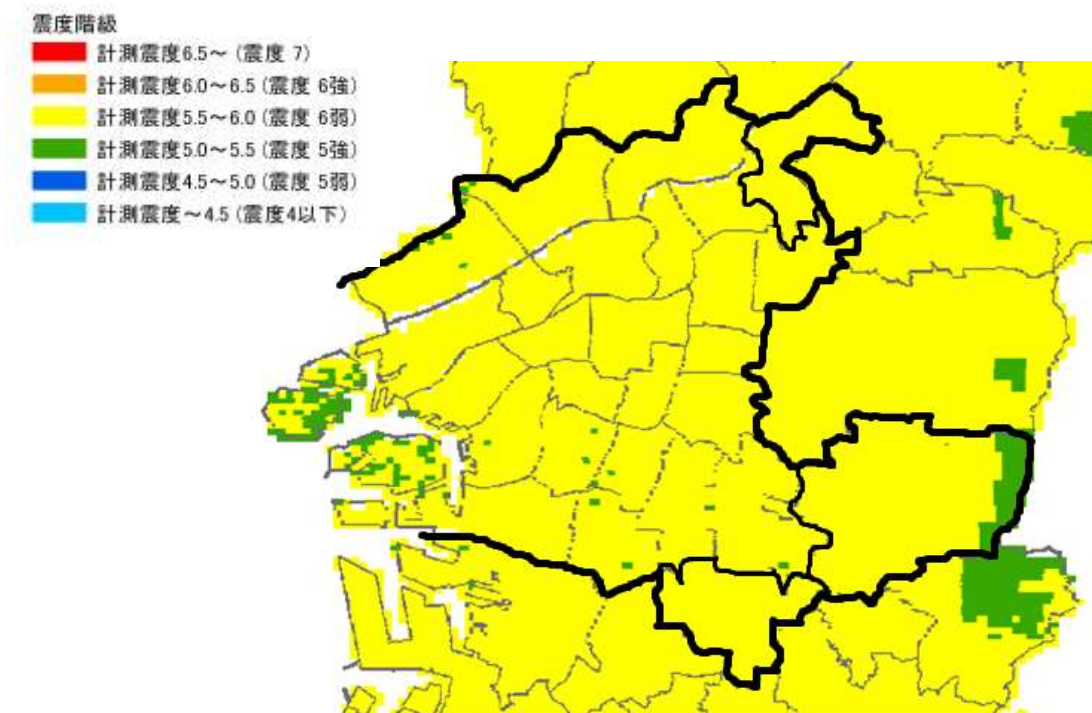 震度階級
計測震度6.5～ (震度 7)
計測震度6.0～6.5 (震度 6強)
計測震度5.5～6.0 (震度 6弱)
計測震度5.0～5.5 (震度 5強)
計測震度4.5～5.0 (震度 5弱)
計測震度～4.5 (震度4以下)